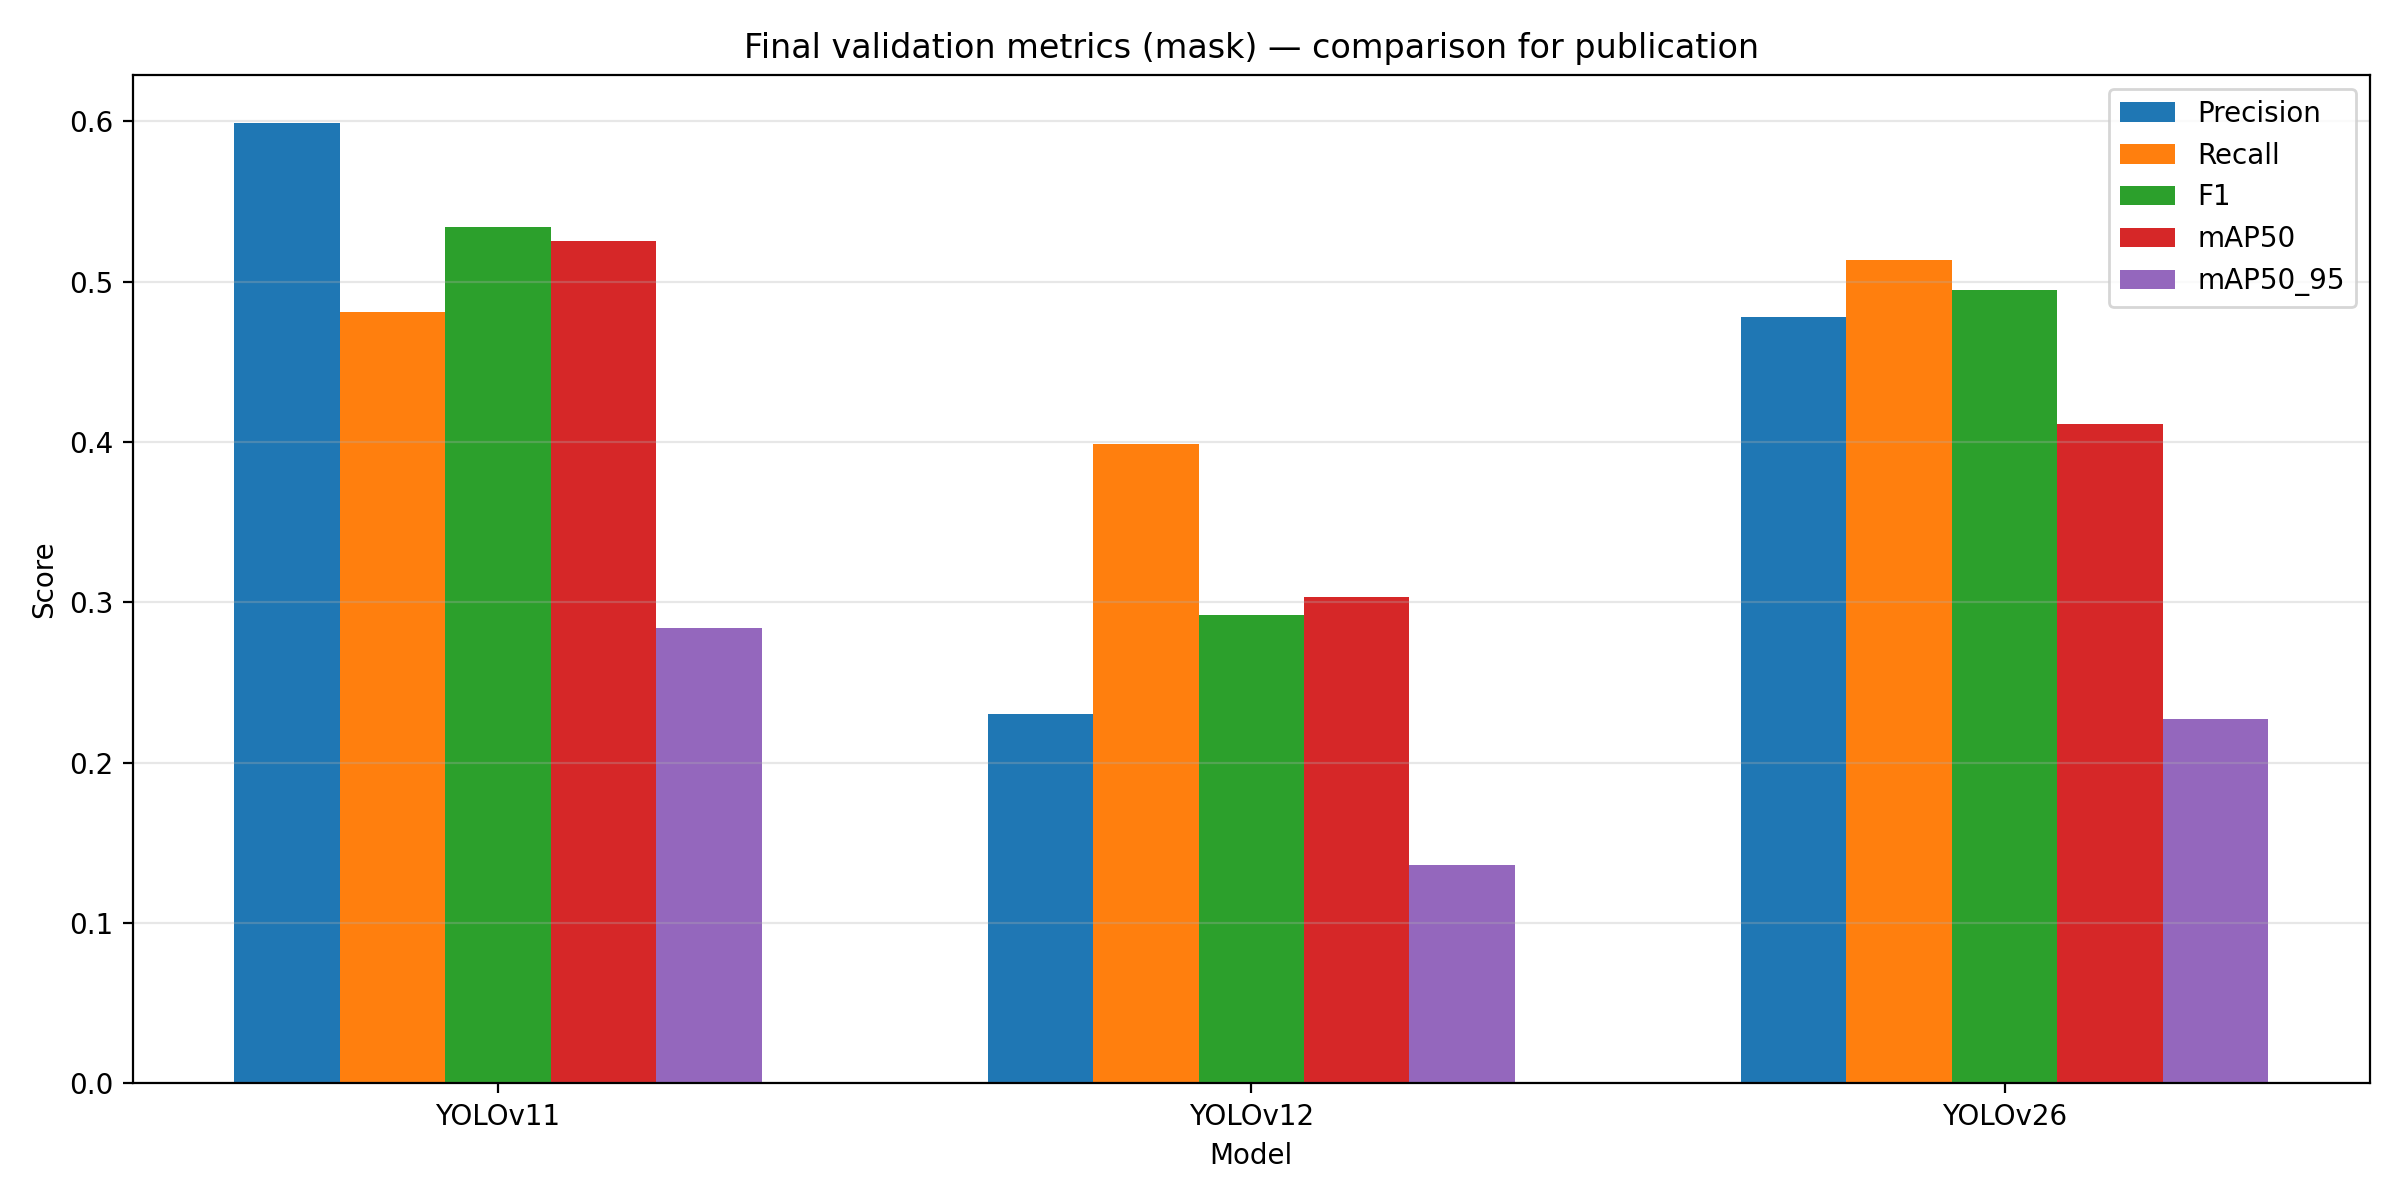 Final validation metrics (mask) — comparison for publication
Precision
Recall
F1
mAP50
mAP50_95
Score
0.6
0.5
0.4
0.3
0.2
0.1
0.0
YOLOv11
YOLOv12
YOLOv26
Model